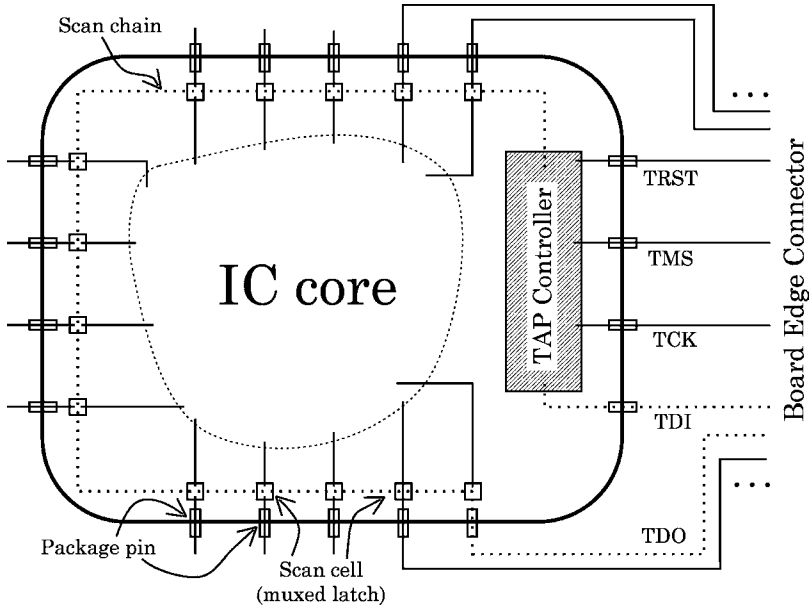 Scan chain
TRST
TMS
TCK
TDI
TDO
TAP Controller
Board Edge Connector
IC core
Package pin
Scan cell
(muxed latch)